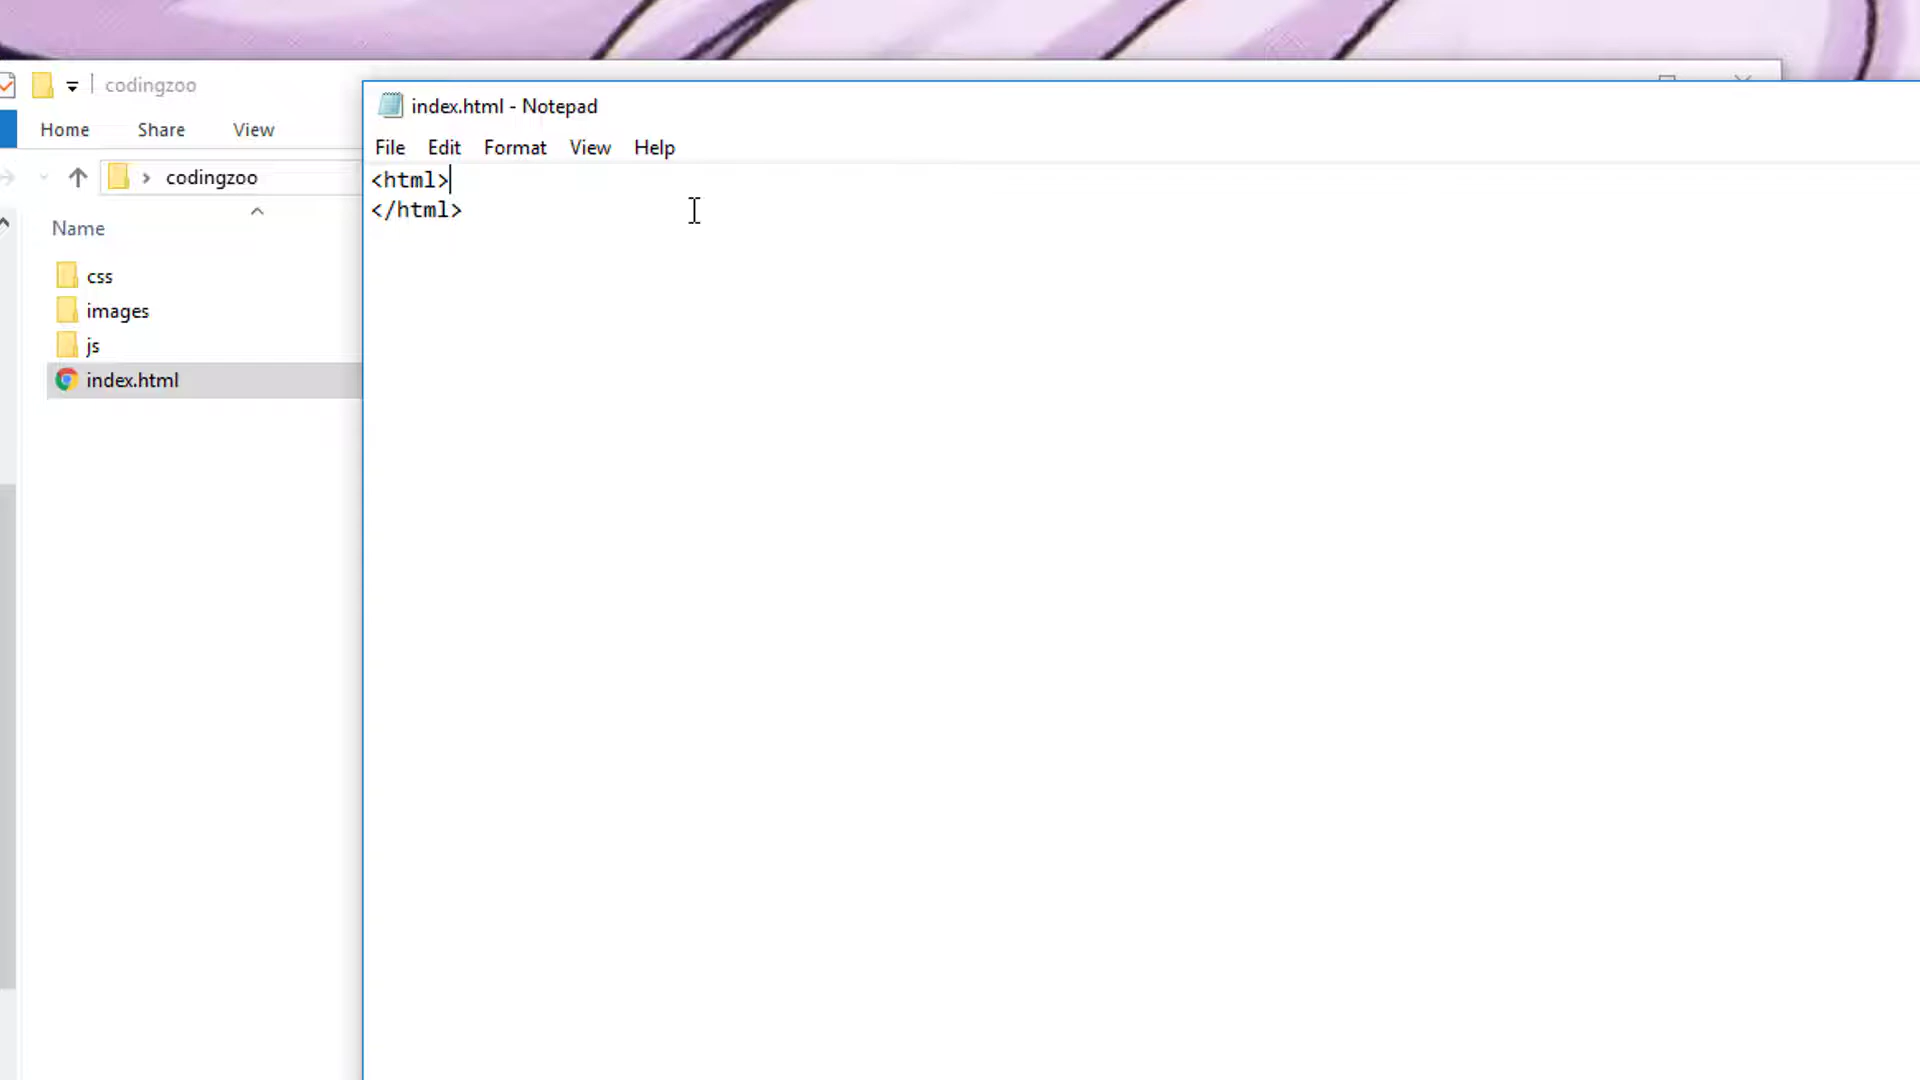 codingzoo
Home Share View
codingzoo
Name
css
images
js
index.html
index.html - Notepad
File Edit Format View Help
<html>
</html>